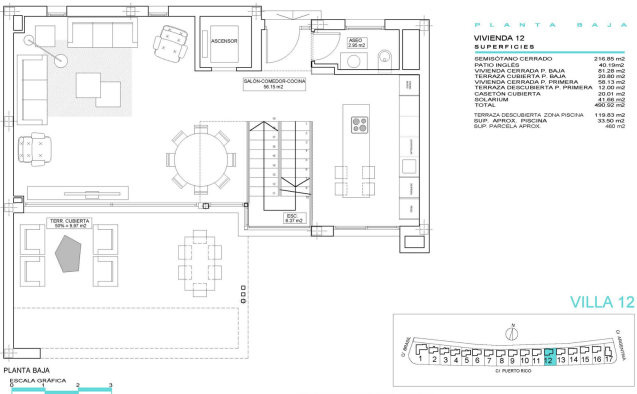 PLANTA BAJA
VIVIENDA 12
SUPERFICIES
SEMISÓTANO CERRADO 216.85 m2
PATIO INGLÉS 40.19m2
VIVIENDA CERRADA P. BAJA 81.28 m2
TERRAZA CUBIERTA P. BAJA 20.80 m2
VIVIENDA CERRADA P. PRIMERA 58.13 m2
TERRAZA DESCUBIERTA P. PRIMERA 12.00 m2
CASETÓN CUBIERTA 20.01 m2
SOLARIUM 41.66 m2
TOTAL 490.92 m2
TERRAZA DESCUBIERTA ZONA PISCINA 119.83 m2
SUP. APROX. PISCINA 33.50 m2
SUP. PARCELA APROX. 460 m2
ASCENSOR
ASEO
2.95 m2
SALÓN-COMEDOR-COCINA
56.15 m2
ESC.
6.37 m2
TERR. CUBIERTA
50% = 9.97 m2
VILLA 12
N
C/ BRASIL
C/ ARGENTINA
1 2 3 4 5 6 7 8 9 10 11 12 13 14 15 16 17
C/ PUERTO RICO
PLANTA BAJA
ESCALA GRÁFICA
0 1 2 3